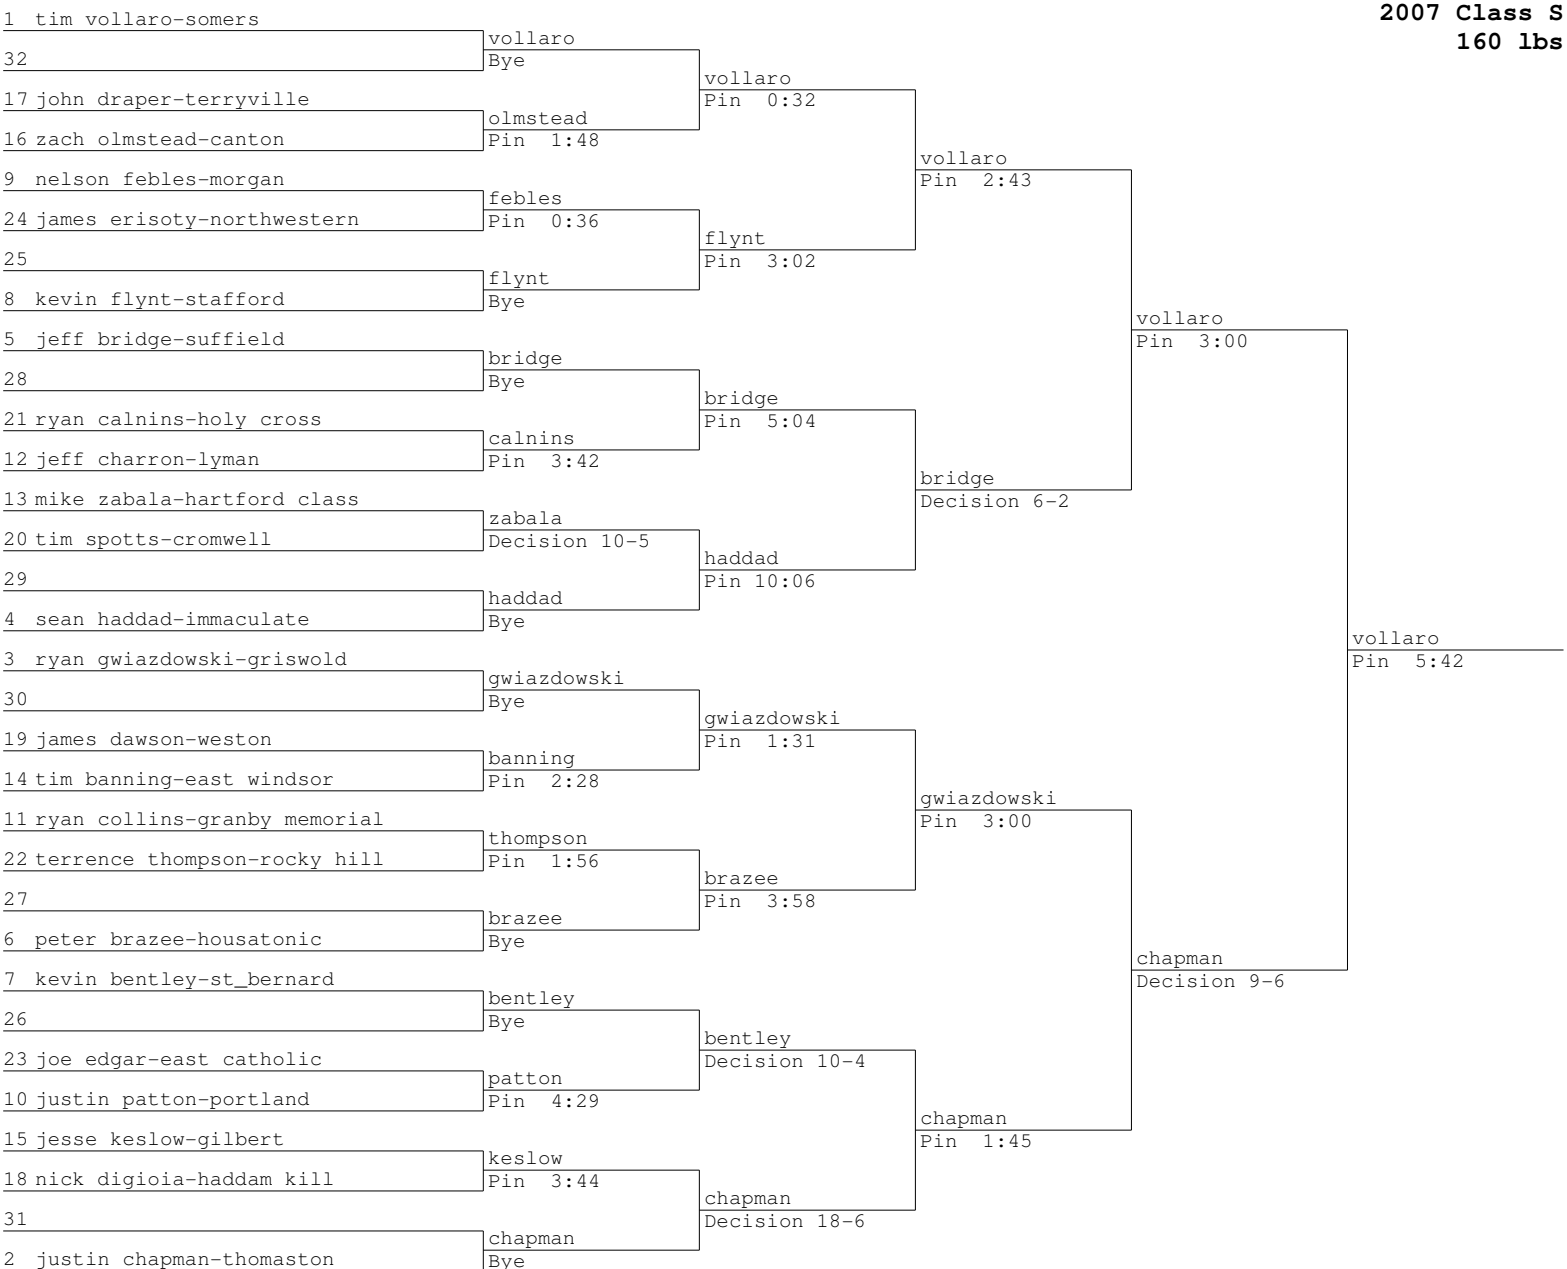 2007 Class S
160 lbs
1 tim vollaro-somers
32
17 john draper-terryville
16 zach olmstead-canton
9 nelson febles-morgan
24 james erisoty-northwestern
25
8 kevin flynt-stafford
5 jeff bridge-suffield
28
21 ryan calnins-holy cross
12 jeff charron-lyman
13 mike zabala-hartford class
20 tim spotts-cromwell
29
4 sean haddad-immaculate
3 ryan gwiazdowski-griswold
30
19 james dawson-weston
14 tim banning-east windsor
11 ryan collins-granby memorial
22 terrence thompson-rocky hill
27
6 peter brazee-housatonic
7 kevin bentley-st_bernard
26
23 joe edgar-east catholic
10 justin patton-portland
15 jesse keslow-gilbert
18 nick digioia-haddam kill
31
2 justin chapman-thomaston
vollaro
Bye
olmstead
Pin 1:48
febles
Pin 0:36
flynt
Bye
bridge
Bye
calnins
Pin 3:42
zabala
Decision 10-5
haddad
Bye
gwiazdowski
Bye
banning
Pin 2:28
thompson
Pin 1:56
brazee
Bye
bentley
Bye
patton
Pin 4:29
keslow
Pin 3:44
chapman
Bye
vollaro
Pin 0:32
flynt
Pin 3:02
bridge
Pin 5:04
haddad
Pin 10:06
gwiazdowski
Pin 1:31
brazee
Pin 3:58
bentley
Decision 10-4
chapman
Decision 18-6
vollaro
Pin 2:43
bridge
Decision 6-2
gwiazdowski
Pin 3:00
chapman
Pin 1:45
vollaro
Pin 3:00
chapman
Decision 9-6
vollaro
Pin 5:42